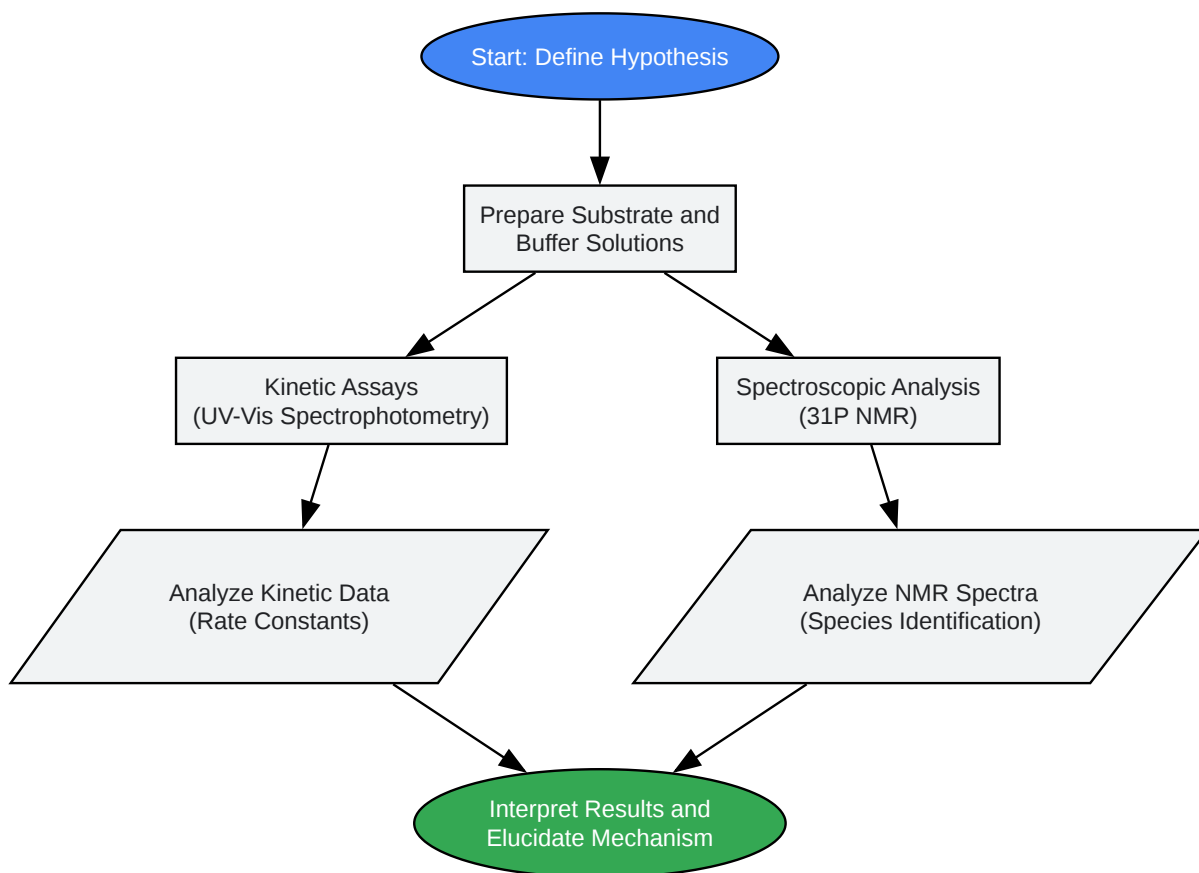 Start: Define Hypothesis
Prepare Substrate and
Buffer Solutions
Kinetic Assays
(UV-Vis Spectrophotometry)
Spectroscopic Analysis
(31P NMR)
Analyze Kinetic Data
(Rate Constants)
Analyze NMR Spectra
(Species Identification)
Interpret Results and
Elucidate Mechanism